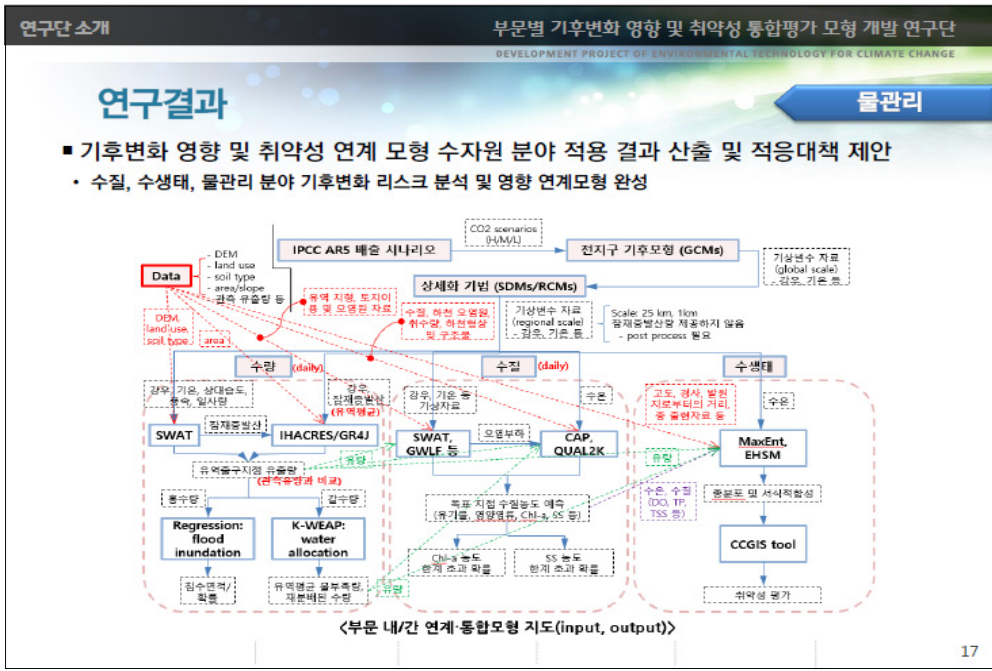 연구단 소개
부문별 기후변화 영향 및 취약성 통합평가 모형 개발 연구단
DEVELOPMENT PROJECT OF ENVIRONMENTAL TECHNOLOGY FOR CLIMATE CHANGE
연구결과
물관리
■ 기후변화 영향 및 취약성 연계 모형 수자원 분야 적용 결과 산출 및 적응대책 제안
• 수질, 수생태, 물관리 분야 기후변화 리스크 분석 및 영향 연계모형 완성
IPCC AR5 배출 시나리오
CO2 scenarios
(H/M/L)
전지구 기후모형 (GCMs)
기상변수 자료
(global scale)
- 강우, 기온 등
Data
- DEM
- land use
- soil type
- area/slope
- 관측 유출량 등
상세화 기법 (SDMs/RCMs)
기상변수 자료
(regional scale)
- 강우, 기온 등
Scale: 25 km, 1km
잠재증발산량 제공하지 않음
- post process 필요
유역 지형, 토지이
용 및 오염원 자료
수질, 하천 오염원,
취수량, 하천형상
및 구조물
DEM,
land use,
soil type
area
수량
(daily)
수질
(daily)
수생태
강우, 기온, 상대습도,
풍속, 일사량
강우,
잠재증발산
(유역평균)
강우, 기온 등
기상자료
수온
고도, 경사, 발원
지로부터의 거리,
종 출현자료 등
수온
SWAT
잠재증발산
IHACRES/GR4J
SWAT,
GWLF 등
오염부하
CAP,
QUAL2K
MaxEnt,
EHSM
유역출구지점 유출량
(관측유량과 비교)
유량
유량
홍수량
갈수량
목표 지점 수질농도 예측
(유기물, 영양염류, Chl-a, SS 등)
수온, 수질
(DO, TP,
TSS 등)
종분포 및 서식적합성
Regression:
flood
inundation
K-WEAP:
water
allocation
Chl-a 농도
한계 초과 확률
SS 농도
한계 초과 확률
CCGIS tool
침수면적/
확률
유역평균 물부족량,
재분배된 수량
유량
취약성 평가
<부문 내/간 연계·통합모형 지도(input, output)>
17